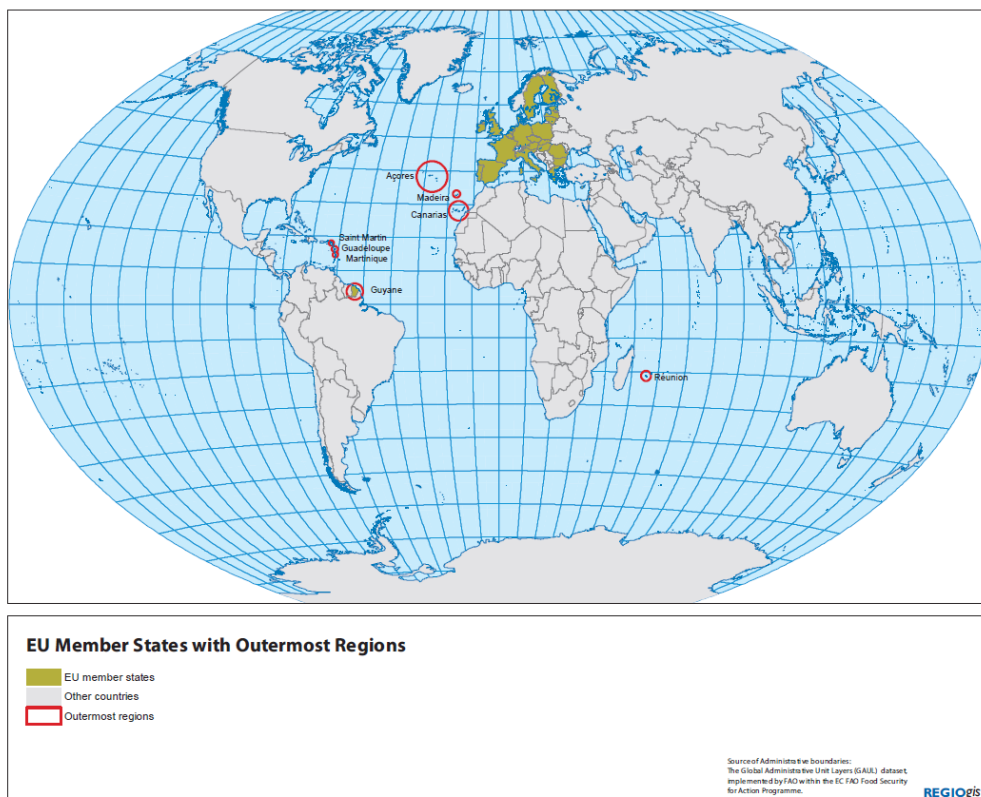 Açores
Madeira
Canarias
Saint Martin
Guadeloupe
Martinique
Guyane
Réunion
EU Member States with Outermost Regions
EU member states
Other countries
Outermost regions
Source of Administrative boundaries:
The Global Administrative Unit Layers (GAUL) dataset,
implemented by FAO within the EC FAO Food Security
for Action Programme.
REGIOgis